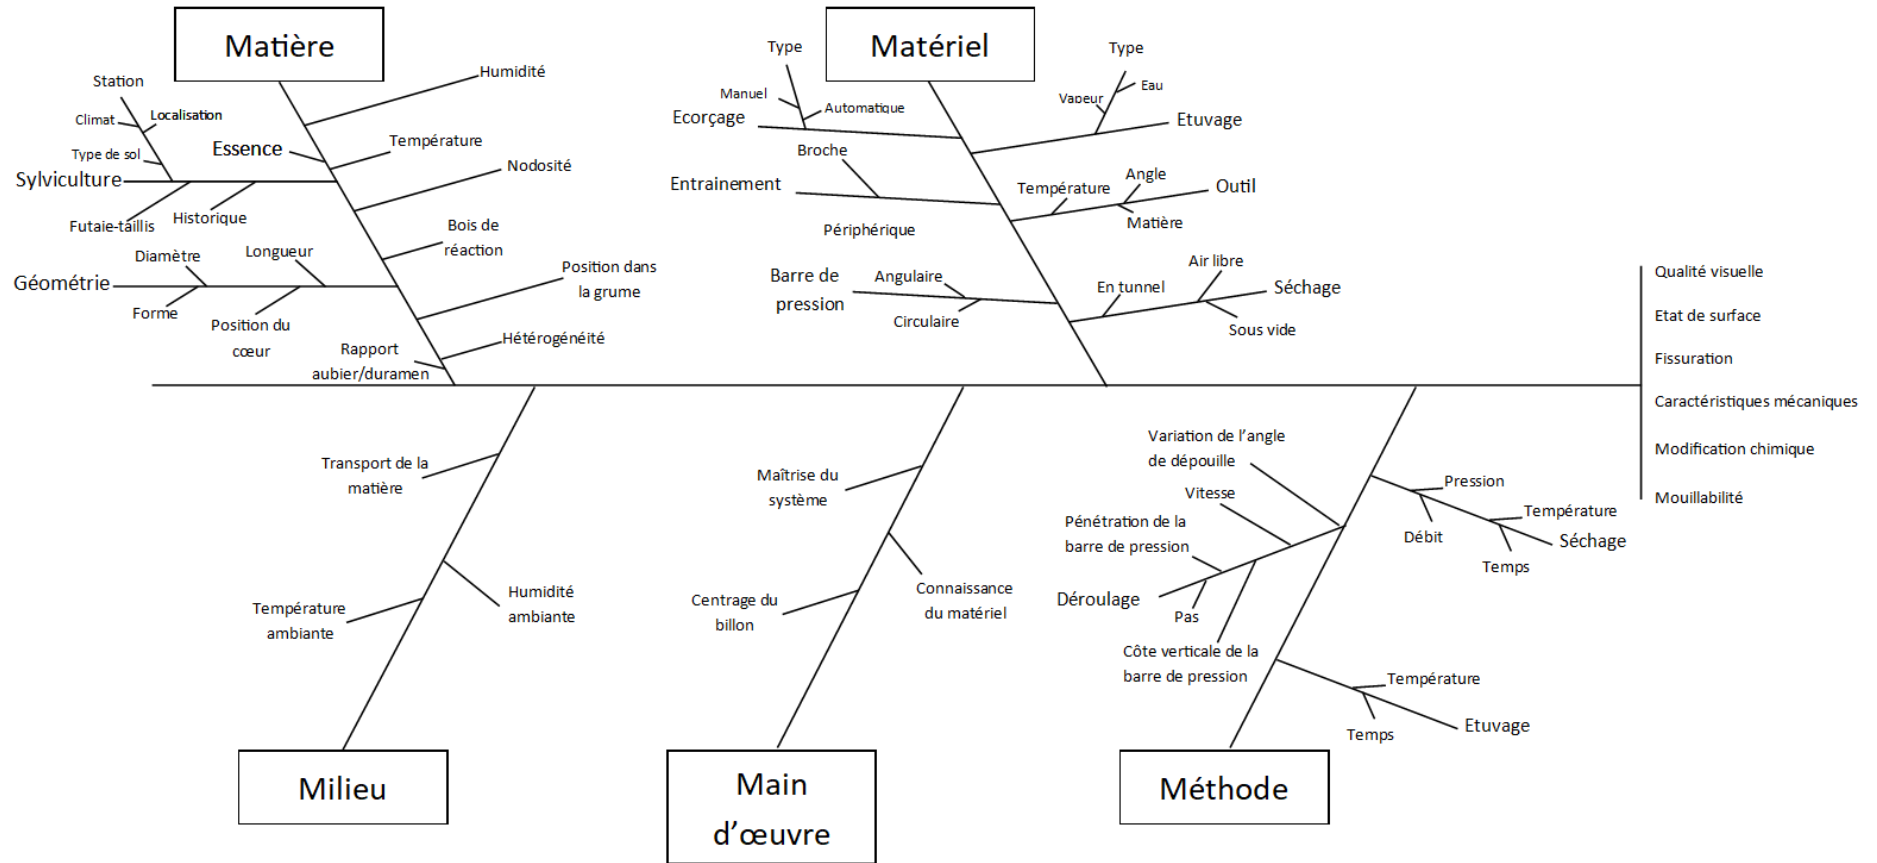 Matière
Matériel
Type
Type
Humidité
Station
Manuel
Automatique
Vapeur
Eau
Climat
Localisation
Ecorçage
Etuvage
Essence
Température
Type de sol
Broche
Nodosité
Sylviculture
Entrainement
Température
Angle
Outil
Futaie-taillis
Historique
Matière
Périphérique
Bois de
réaction
Diamètre
Longueur
Position dans
la grume
Air libre
Géométrie
Barre de
pression
Angulaire
En tunnel
Séchage
Qualité visuelle
Forme
Position du
cœur
Circulaire
Sous vide
Etat de surface
Hétérogénéité
Rapport
aubier/duramen
Fissuration
Caractéristiques mécaniques
Modification chimique
Mouillabilité
Transport de la
matière
Maîtrise du
système
Variation de l’angle
de dépouille
Vitesse
Pénétration de la
barre de pression
Pression
Température
Débit
Séchage
Temps
Température
ambiante
Humidité
ambiante
Centrage du
billon
Connaissance
du matériel
Déroulage
Pas
Côte verticale de la
barre de pression
Température
Temps
Etuvage
Milieu
Main
d’œuvre
Méthode